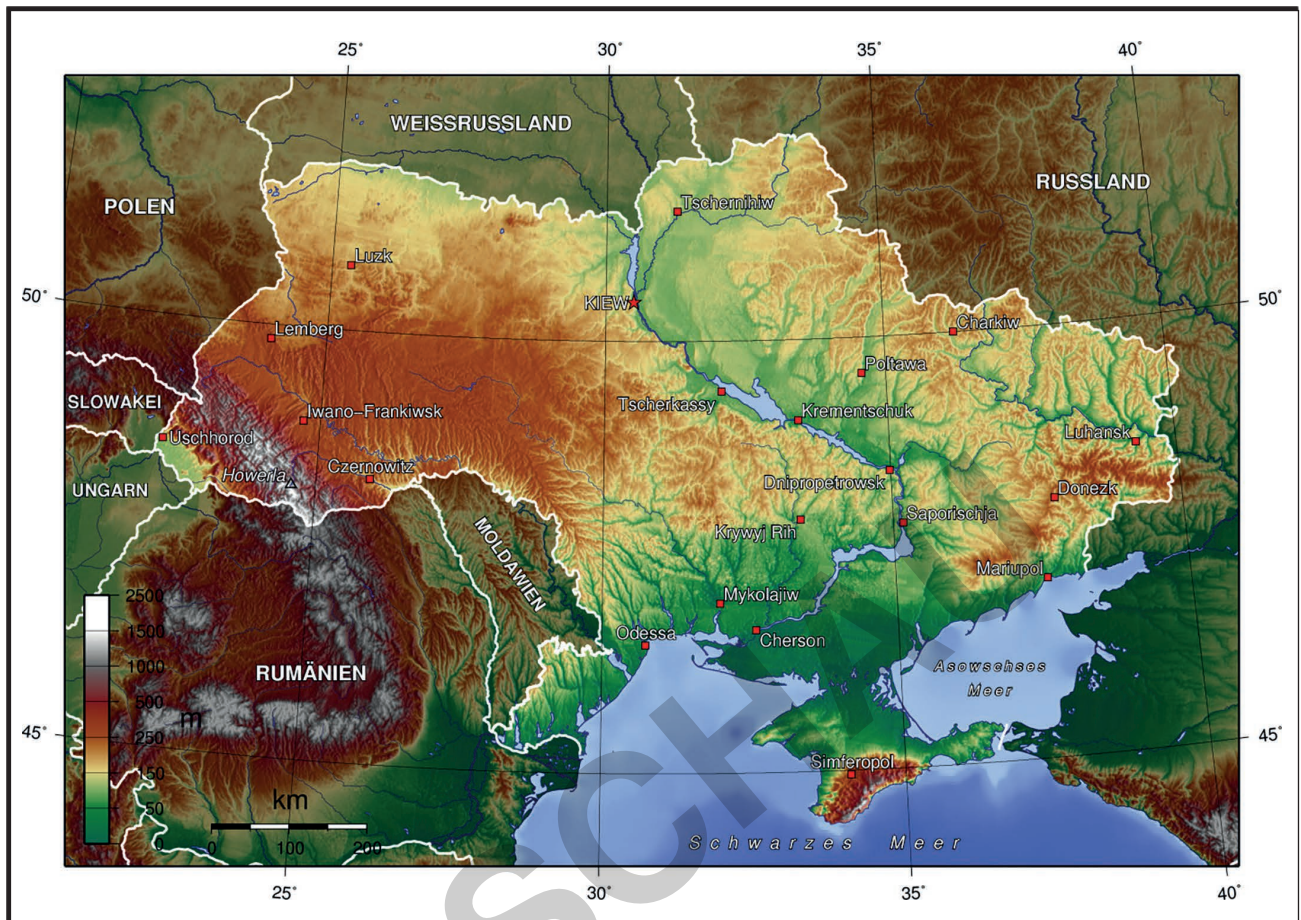 25°
30°
35°
40°
WEISSRUSSLAND
POLEN
RUSSLAND
Tschernihiw
Luzk
50°
50°
KIEW
Lemberg
Charkiw
Poltawa
SLOWAKEI
Tscherkassy
Iwano-Frankiwsk
Krementschuk
Uschhorod
Luhansk
Howerla
Czernowitz
UNGARN
Dnipropetrowsk
Donezk
MOLDAWIEN
Saporischja
Krywyj Rih
Mariupol
2500
Mykolajiw
1500
Odessa
Cherson
1000
RUMÄNIEN
Asowschses
Meer
500
m
250
45°
45°
150
Simferopol
50
km
0
0 100 200
Schwarzes Meer
25°
30°
35°
40°
SCHA